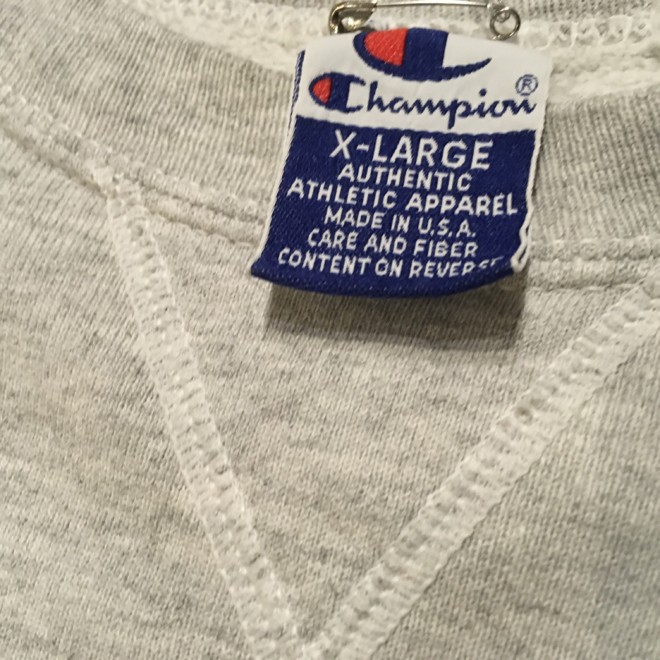 Champion®
X-LARGE
AUTHENTIC
ATHLETIC APPAREL
MADE IN U.S.A.
CARE AND FIBER
CONTENT ON REVERSE